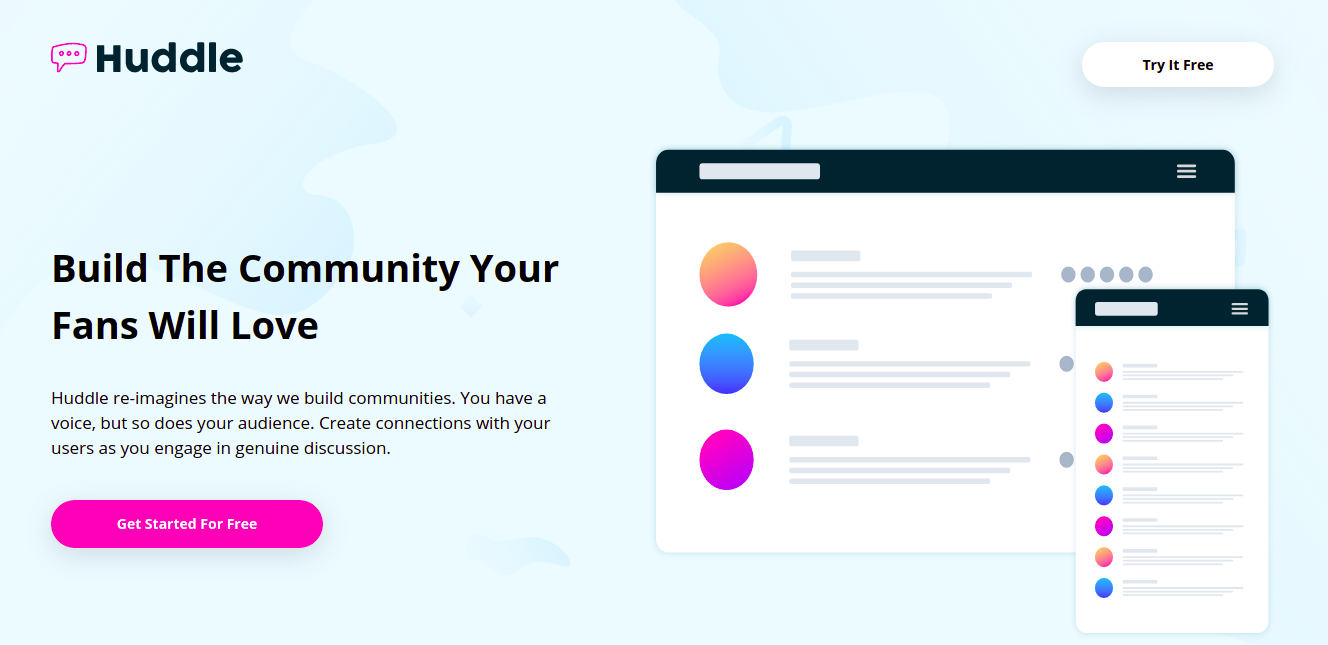 Huddle
Try It Free
Build The Community Your
Fans Will Love
Huddle re-imagines the way we build communities. You have a
voice, but so does your audience. Create connections with your
users as you engage in genuine discussion.
Get Started For Free